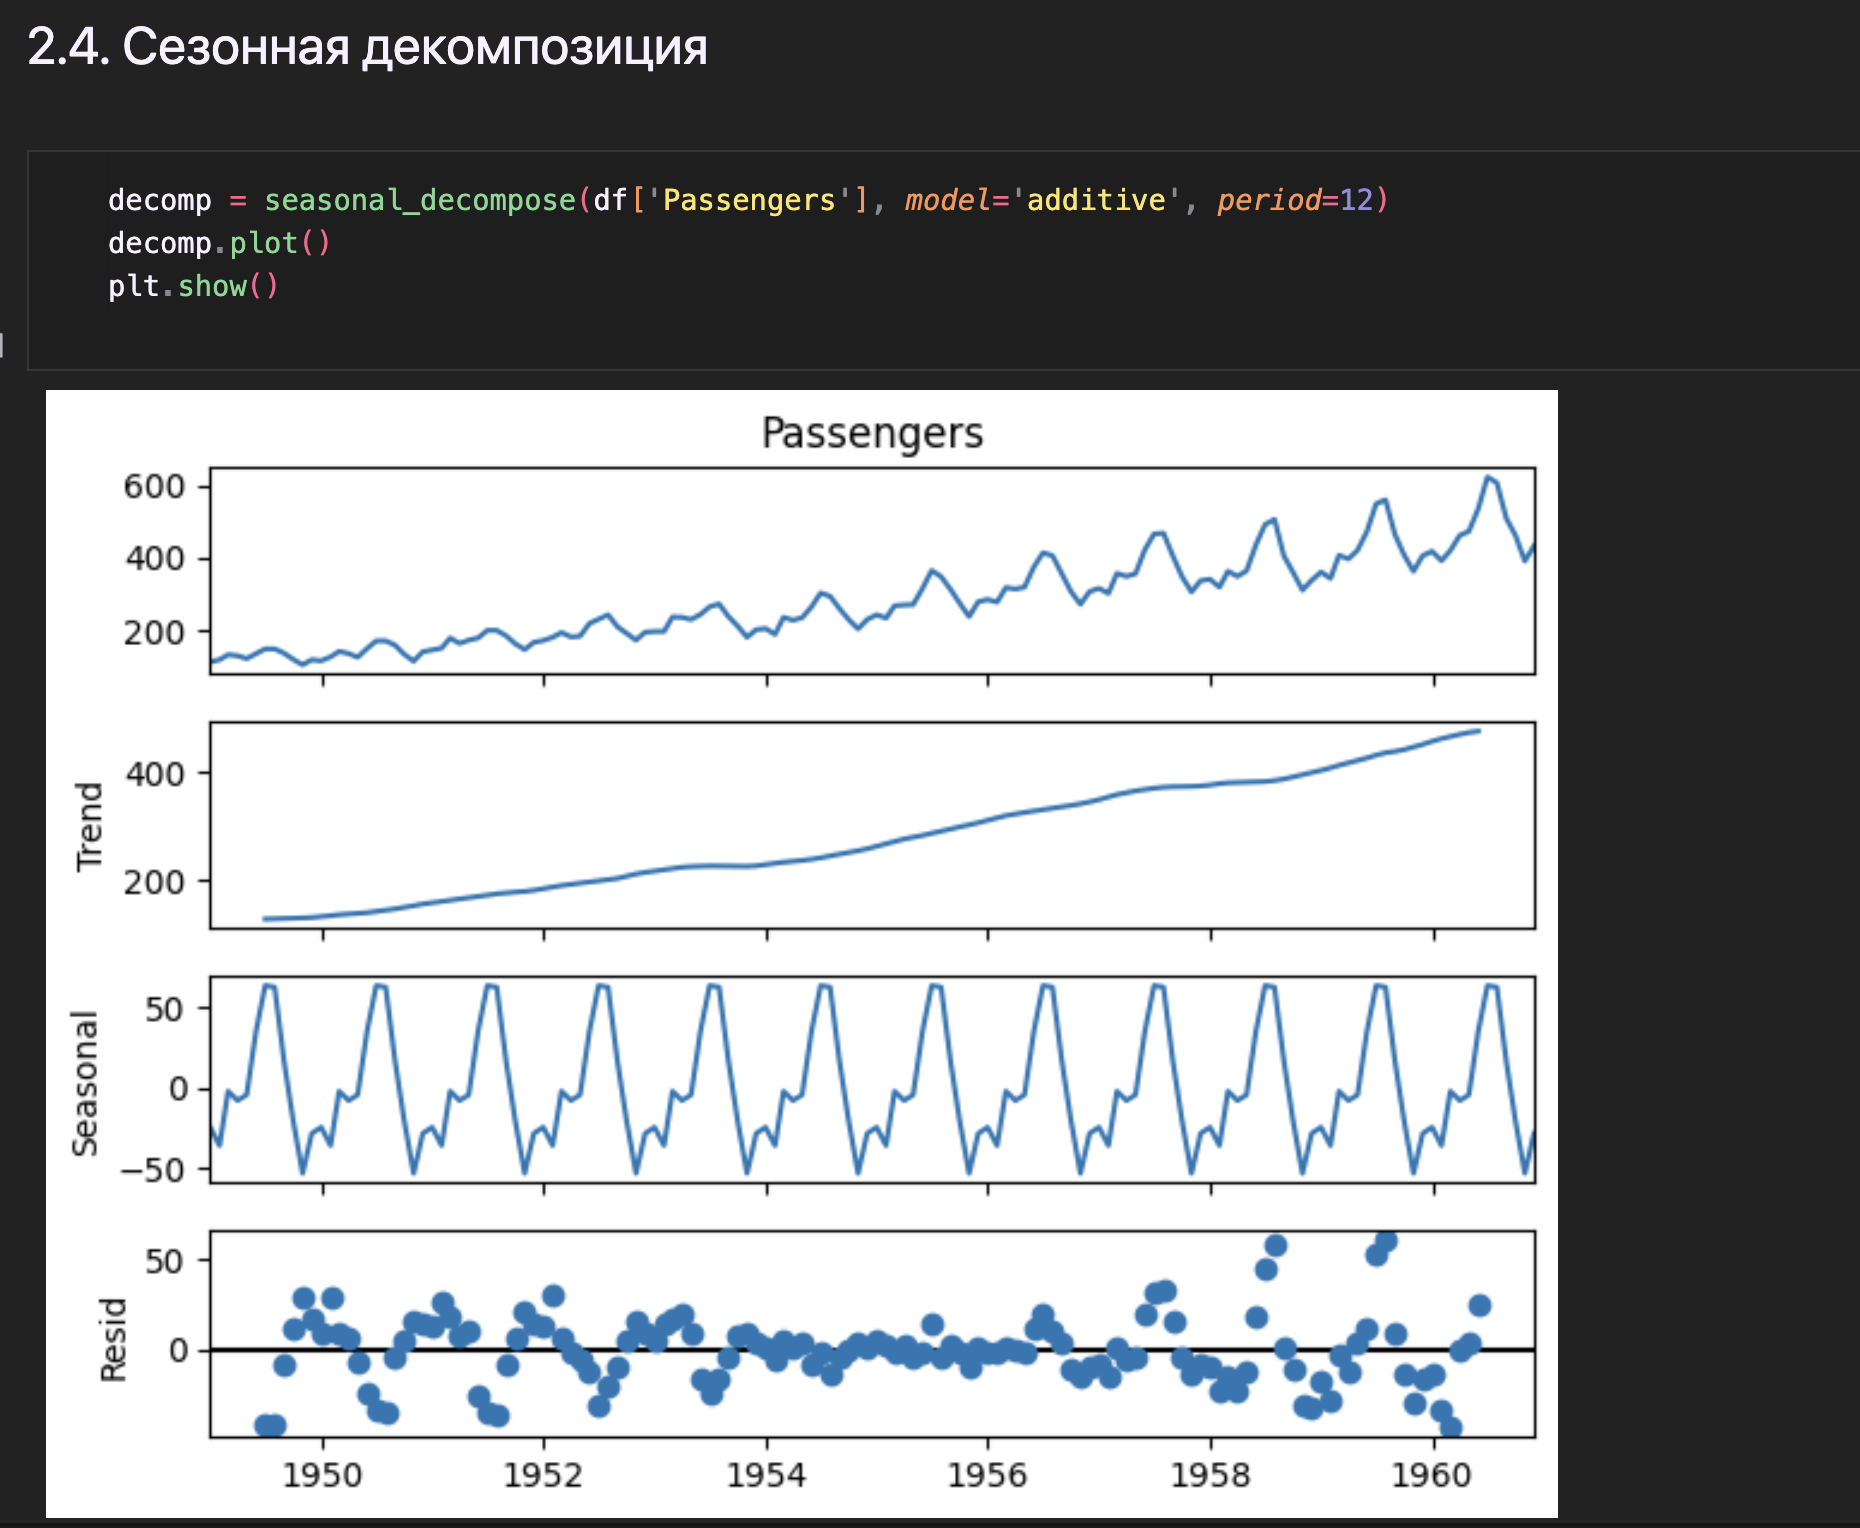 2.4. Сезонная декомпозиция
decomp = seasonal_decompose(df['Passengers'], model='additive', period=12)
decomp.plot()
plt.show()
Passengers
600
400
200
Trend
400
200
Seasonal
50
0
−50
Resid
50
0
1950 1952 1954 1956 1958 1960